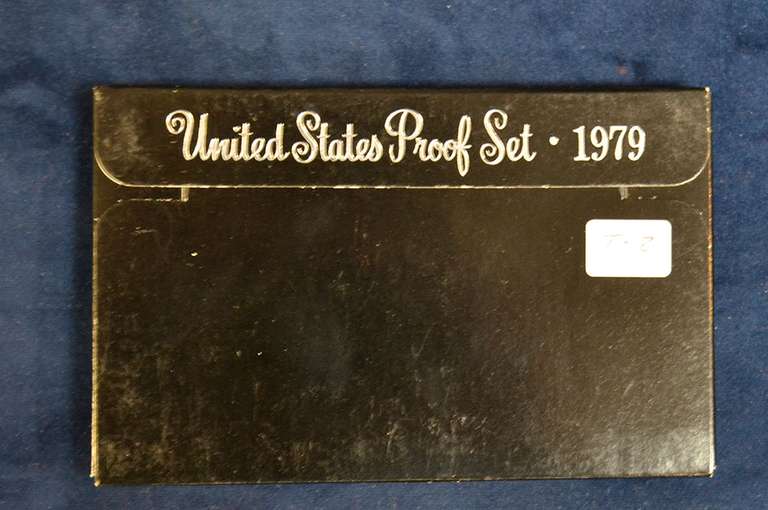 United States Proof Set · 1979